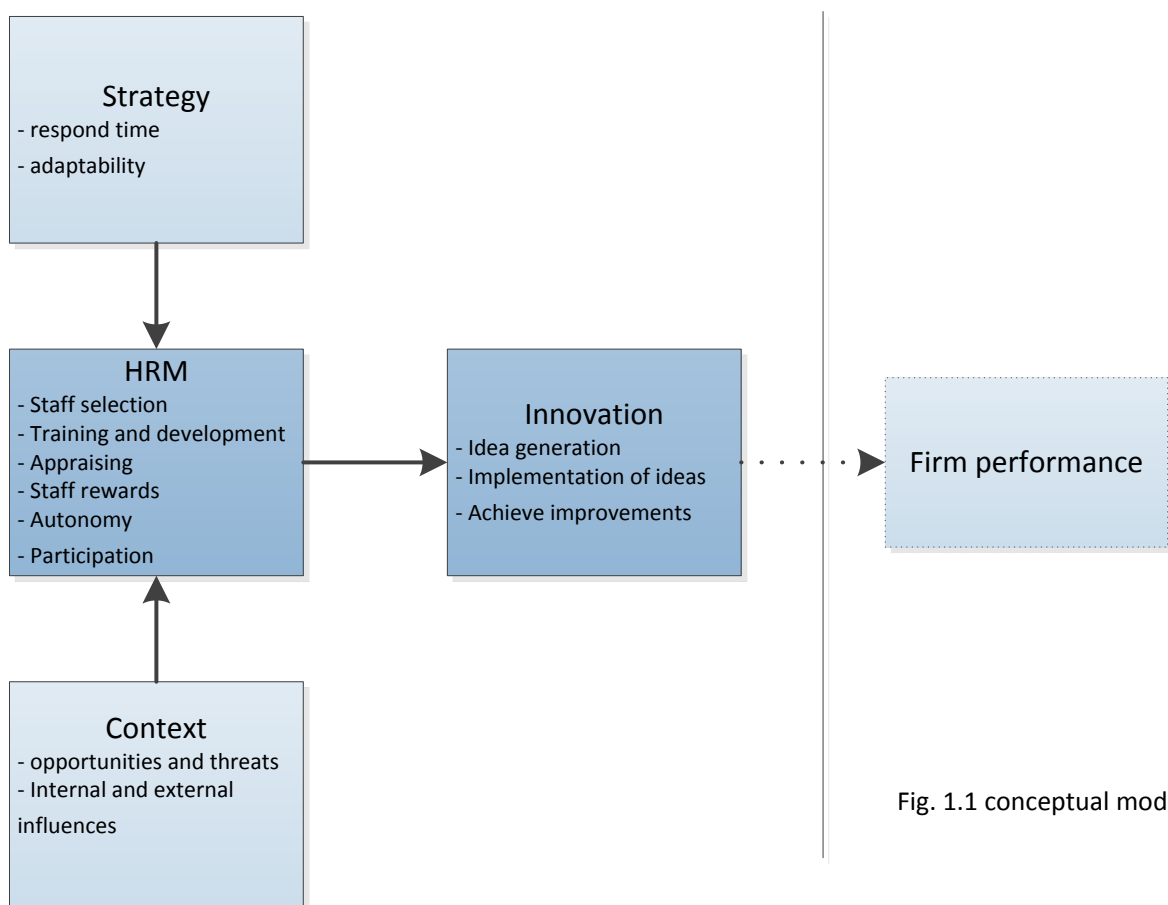 Strategy
- respond time
- adaptability
HRM
- Staff selection
- Training and development
- Appraising
- Staff rewards
- Autonomy
- Participation
Innovation
- Idea generation
- Implementation of ideas
- Achieve improvements
Firm performance
Context
- opportunities and threats
- Internal and external
influences
Fig. 1.1 conceptual mod